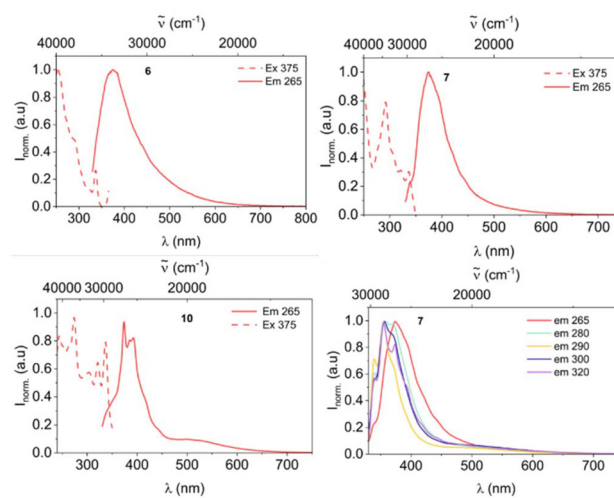 ṽ (cm⁻¹)
40000 30000 20000
6
Ex 375
Em 265
I norm. (a.u)
1.0
0.8
0.6
0.4
0.2
0.0
300 400 500 600 700 800
λ (nm)
ṽ (cm⁻¹)
40000 30000 20000
7
Ex 375
Em 265
I norm. (a.u)
1.0
0.8
0.6
0.4
0.2
0.0
300 400 500 600 700
λ (nm)
ṽ (cm⁻¹)
40000 30000 20000
10
Em 265
Ex 375
I norm. (a.u)
1.0
0.8
0.6
0.4
0.2
0.0
300 400 500 600 700
λ (nm)
ṽ (cm⁻¹)
30000 20000
7
em 265
em 280
em 290
em 300
em 320
I norm. (a.u)
1.0
0.8
0.6
0.4
0.2
0.0
400 500 600 700
λ (nm)